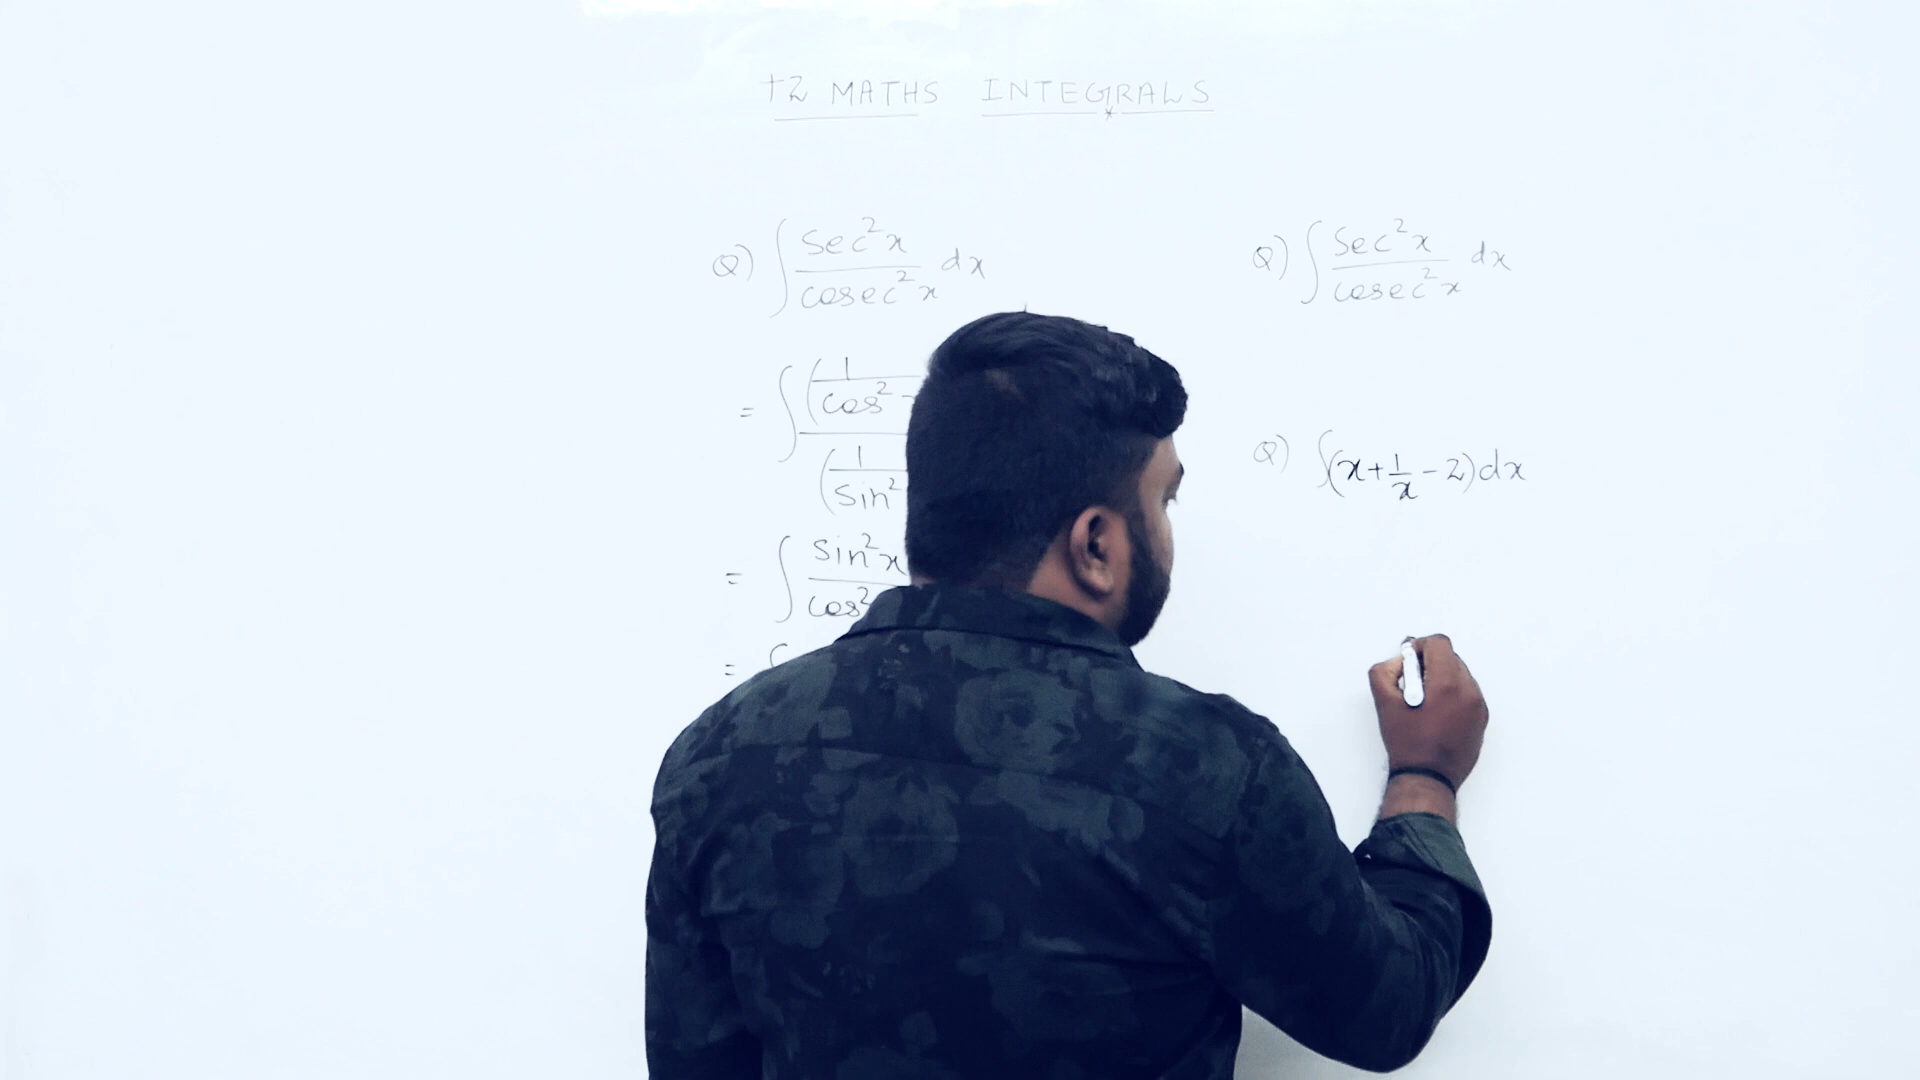 +2 MATHS INTEGRALS
Q) ∫ sec²x / cosec²x dx
= ∫ (1 / cos²
(1 / sin²
= ∫ sin²x / cos²
= ∫
Q) ∫ sec²x / cosec²x dx
Q) ∫(x + 1/x - 2)dx